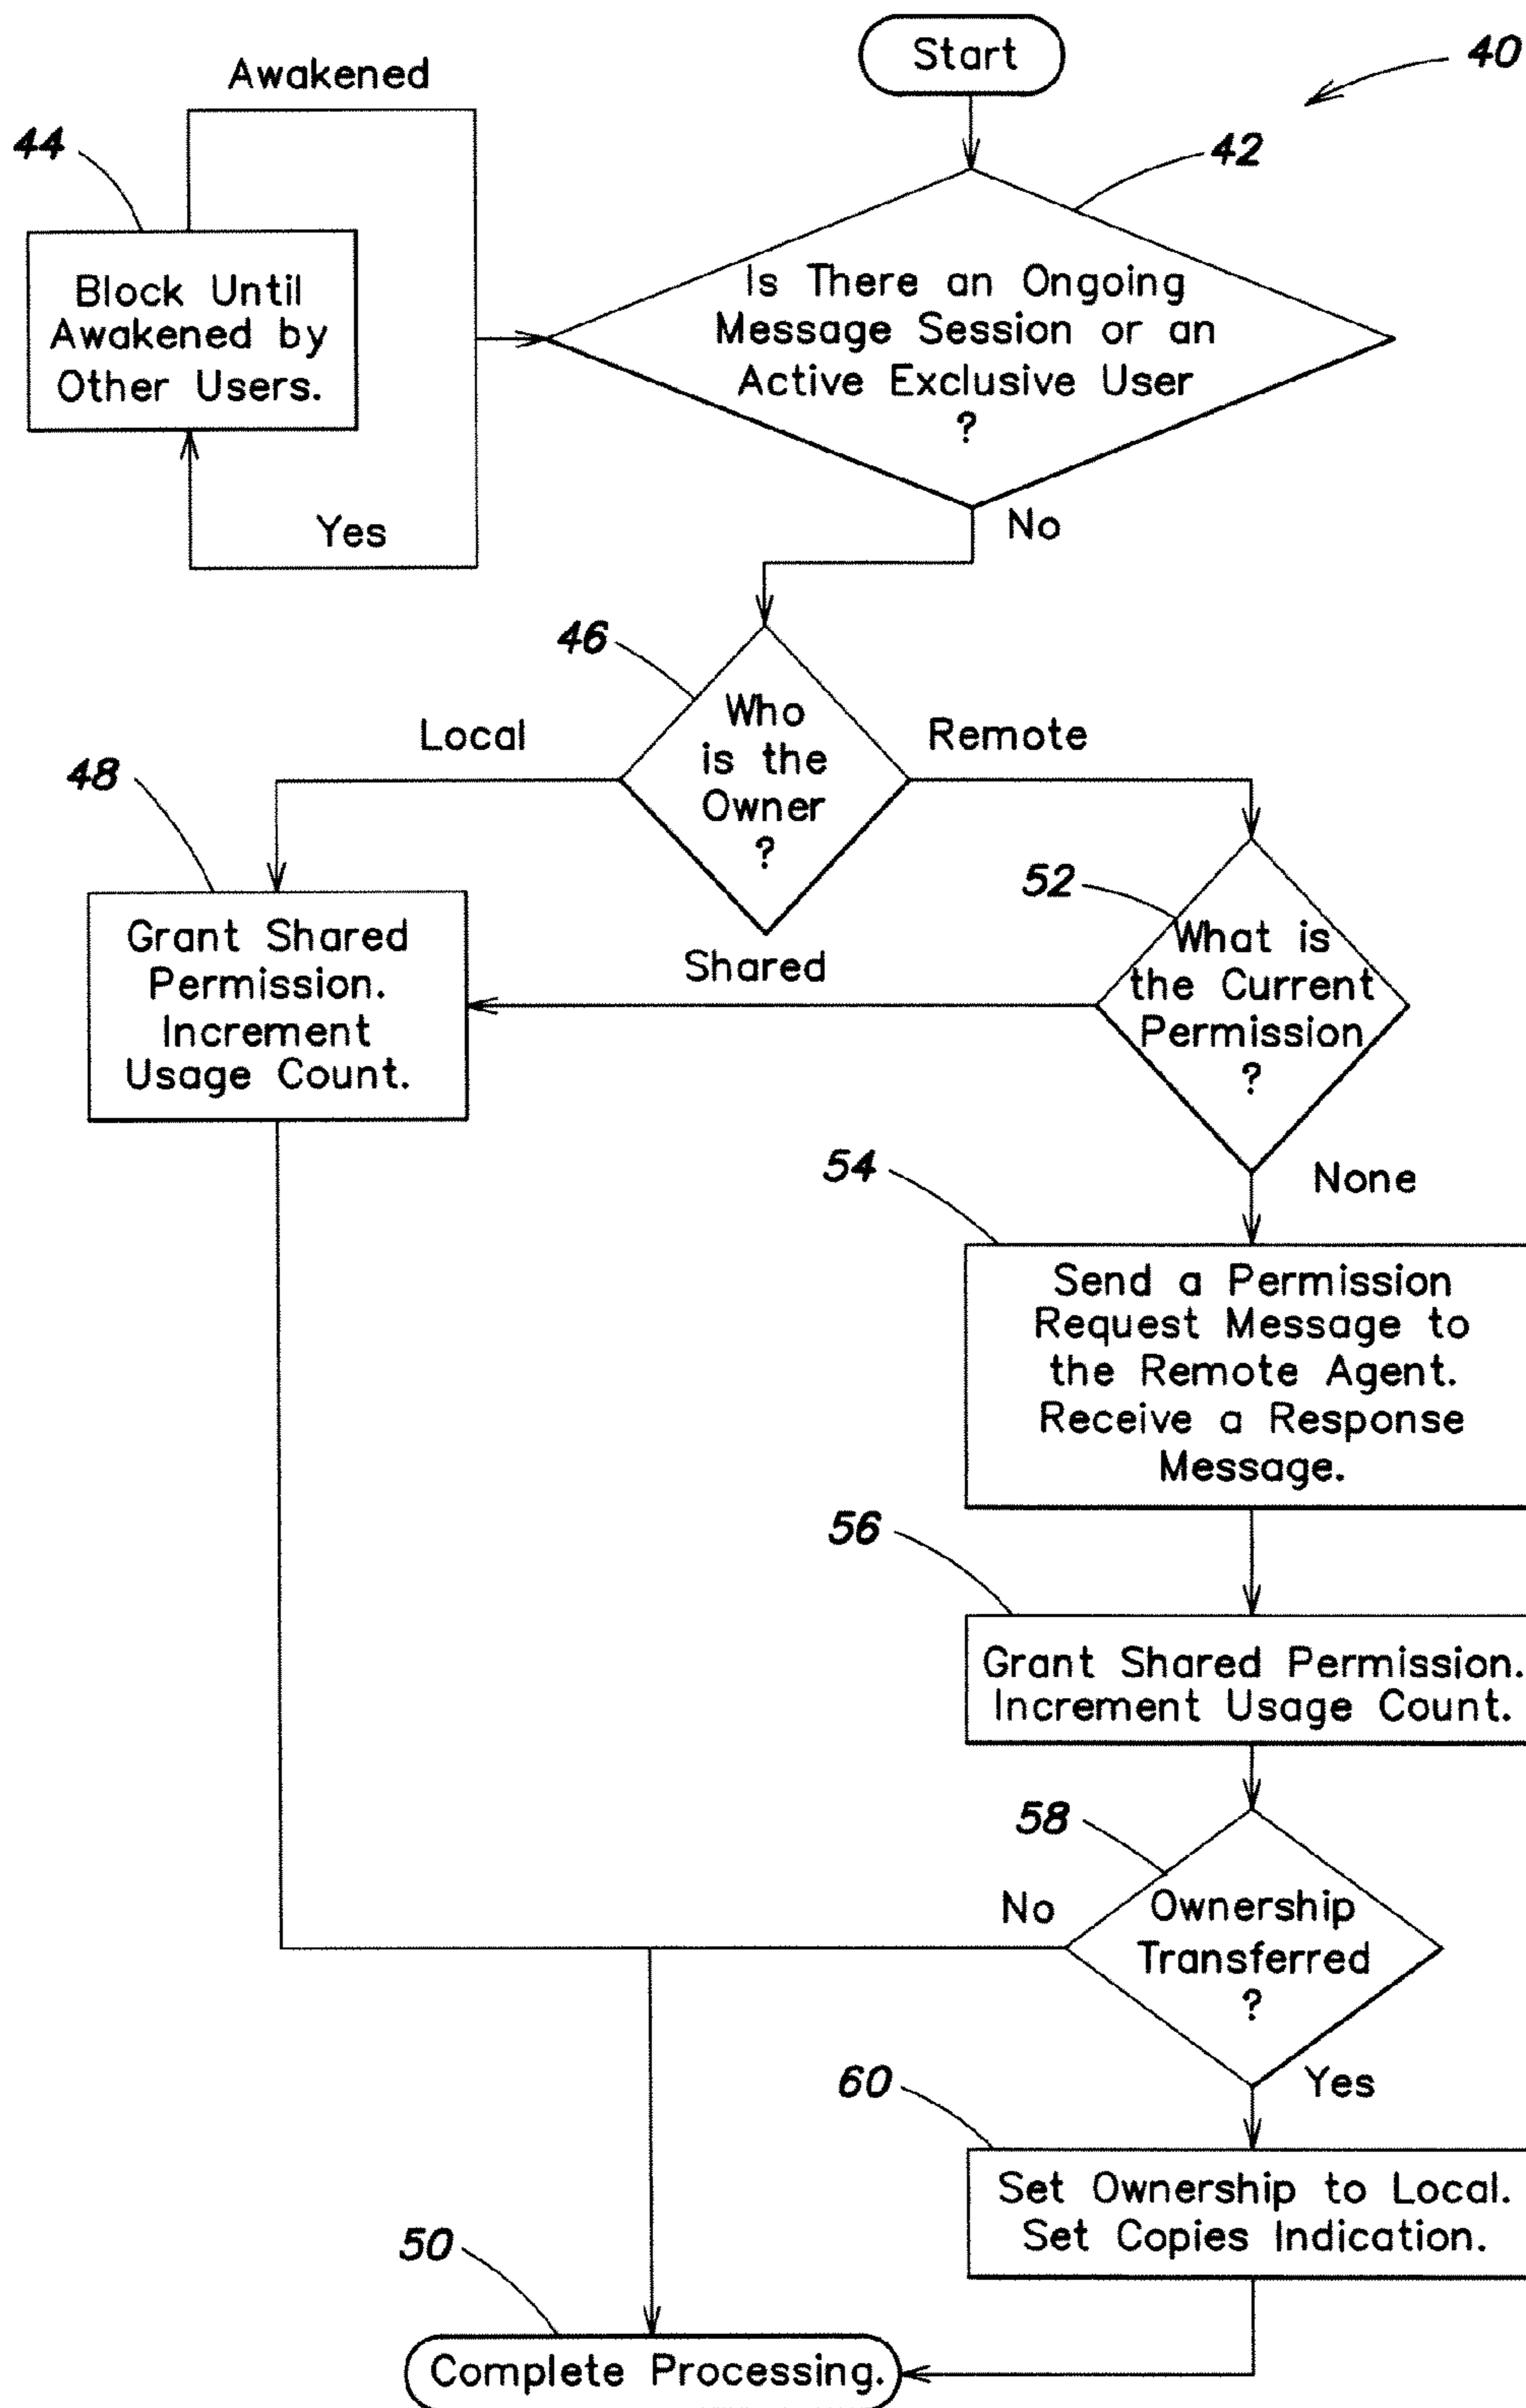 Start
40
Awakened
44
42
Block Until
Awakened by
Other Users.
Is There an Ongoing
Message Session or an
Active Exclusive User
?
Yes
No
46
Who
is the
Owner
?
Local
Remote
48
52
Grant Shared
Permission.
Increment
Usage Count.
Shared
What is
the Current
Permission
?
None
54
Send a Permission
Request Message to
the Remote Agent.
Receive a Response
Message.
56
Grant Shared Permission.
Increment Usage Count.
58
No
Ownership
Transferred
?
Yes
60
Set Ownership to Local.
Set Copies Indication.
50
Complete Processing.